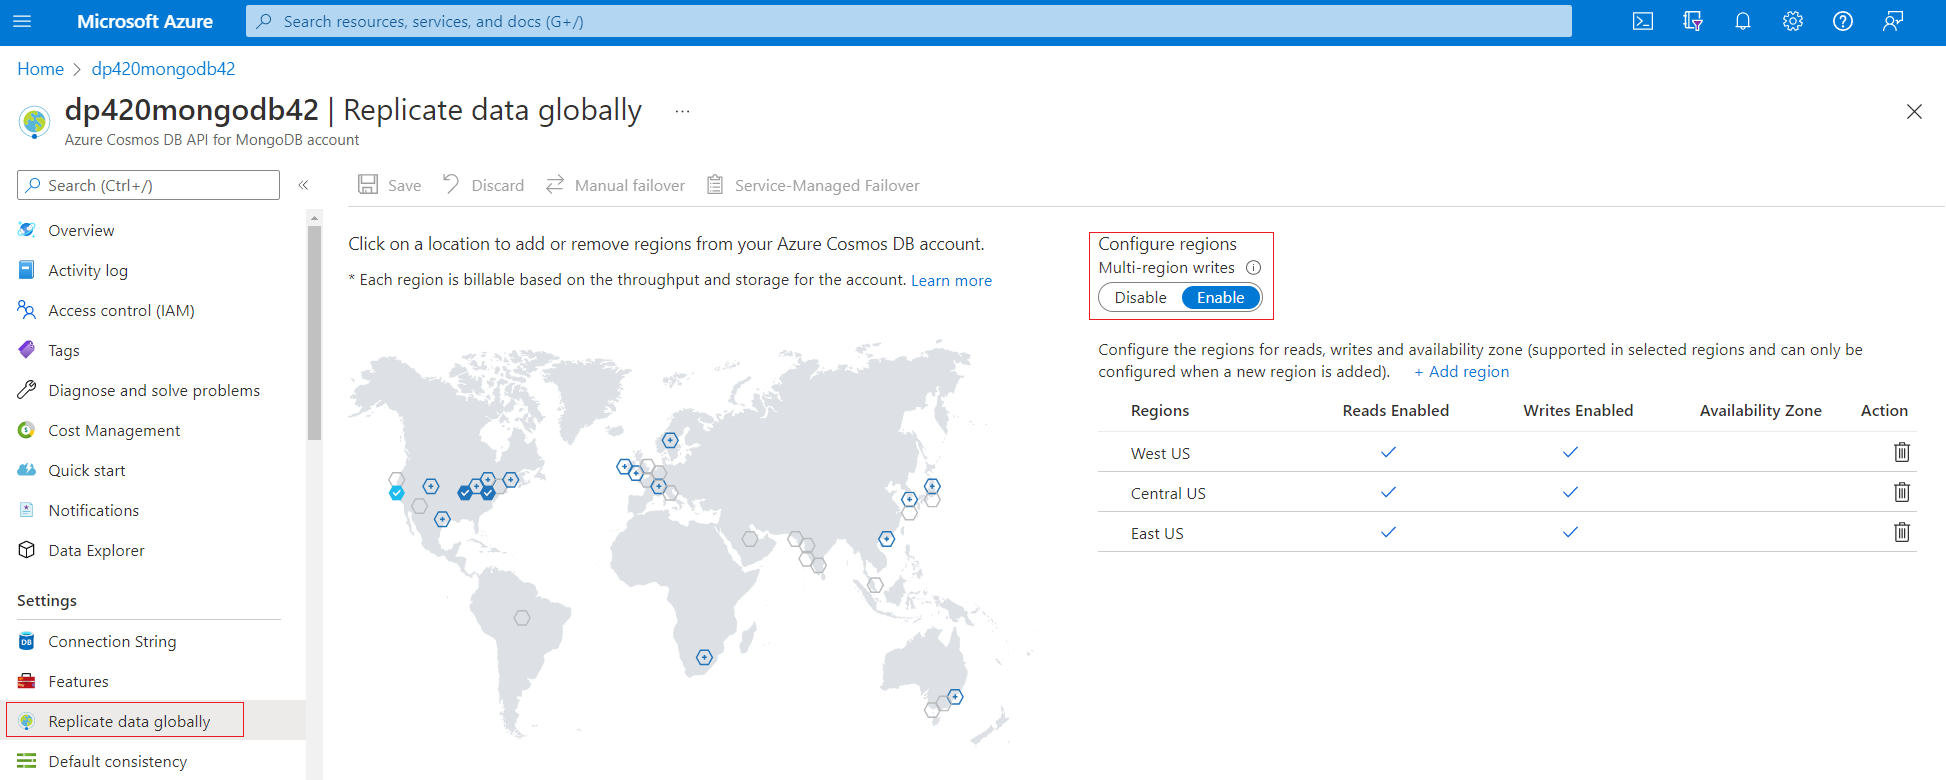 Microsoft Azure
Search resources, services, and docs (G+/)
Home > dp420mongodb42
dp420mongodb42 | Replicate data globally ...
Azure Cosmos DB API for MongoDB account
Search (Ctrl+/)
«
Save
Discard
Manual failover
Service-Managed Failover
Overview
Activity log
Access control (IAM)
Tags
Diagnose and solve problems
Cost Management
Quick start
Notifications
Data Explorer
Settings
Connection String
Features
Replicate data globally
Default consistency
Click on a location to add or remove regions from your Azure Cosmos DB account.
* Each region is billable based on the throughput and storage for the account. Learn more
Configure regions
Multi-region writes
Disable Enable
Configure the regions for reads, writes and availability zone (supported in selected regions and can only be
configured when a new region is added). + Add region
Regions Reads Enabled Writes Enabled Availability Zone Action
West US
Central US
East US